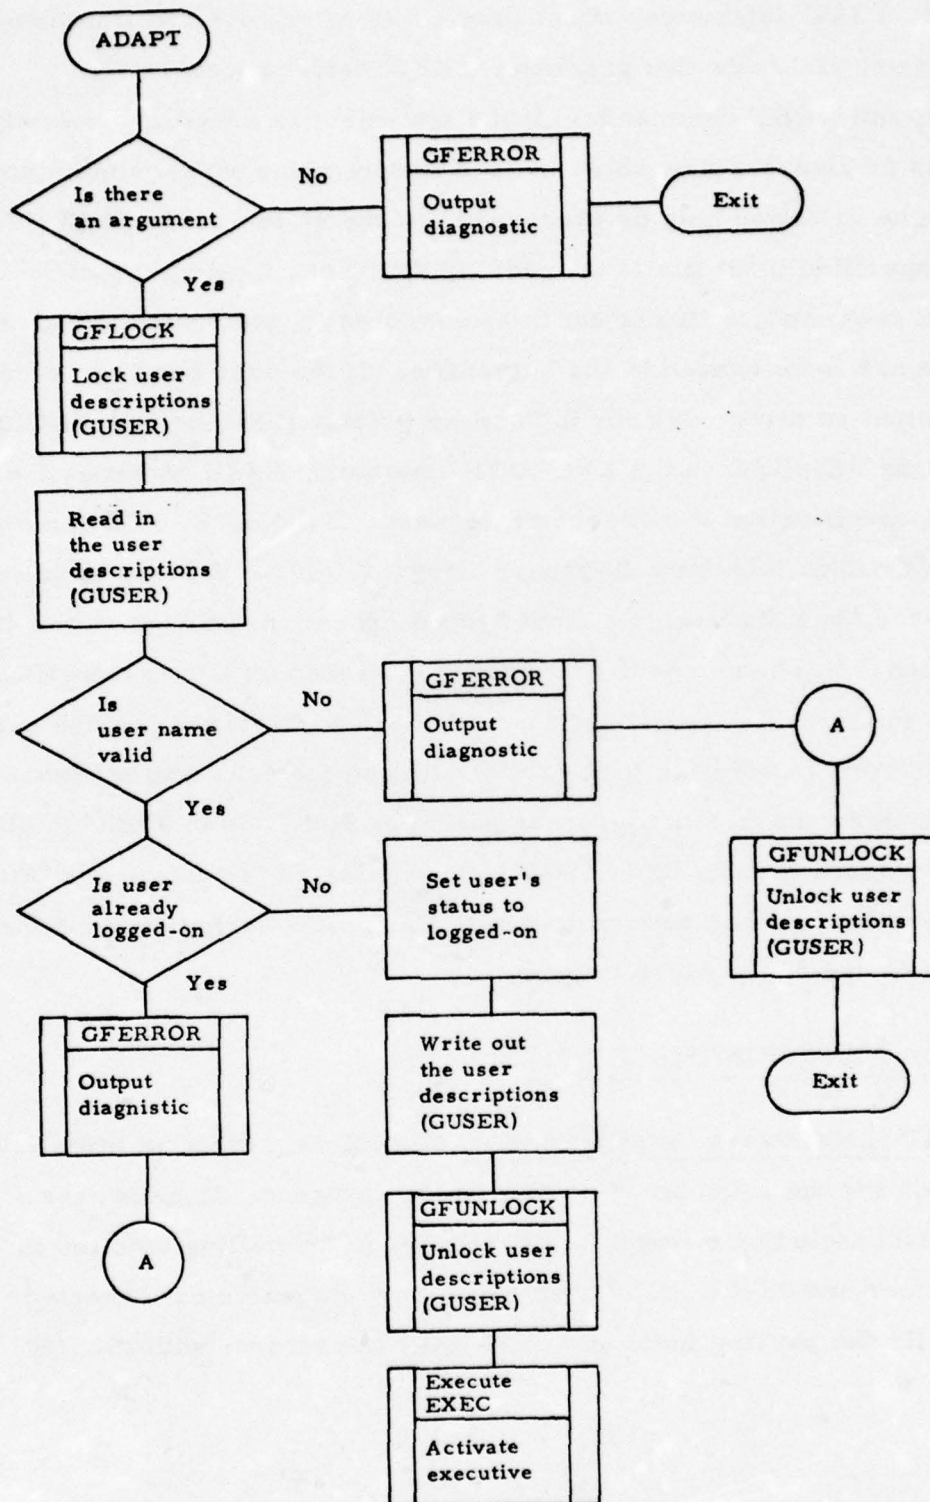 ADAPT
Is there
an argument
No
GFERROR
Output
diagnostic
Exit
Yes
GFLOCK
Lock user
descriptions
(GUSER)
Read in
the user
descriptions
(GUSER)
Is
user name
valid
No
GFERROR
Output
diagnostic
A
GFUNLOCK
Unlock user
descriptions
(GUSER)
Exit
Yes
Is user
already
logged-on
No
Set user's
status to
logged-on
Yes
GFERROR
Output
diagnistic
A
Write out
the user
descriptions
(GUSER)
GFUNLOCK
Unlock user
descriptions
(GUSER)
Execute
EXEC
Activate
executive